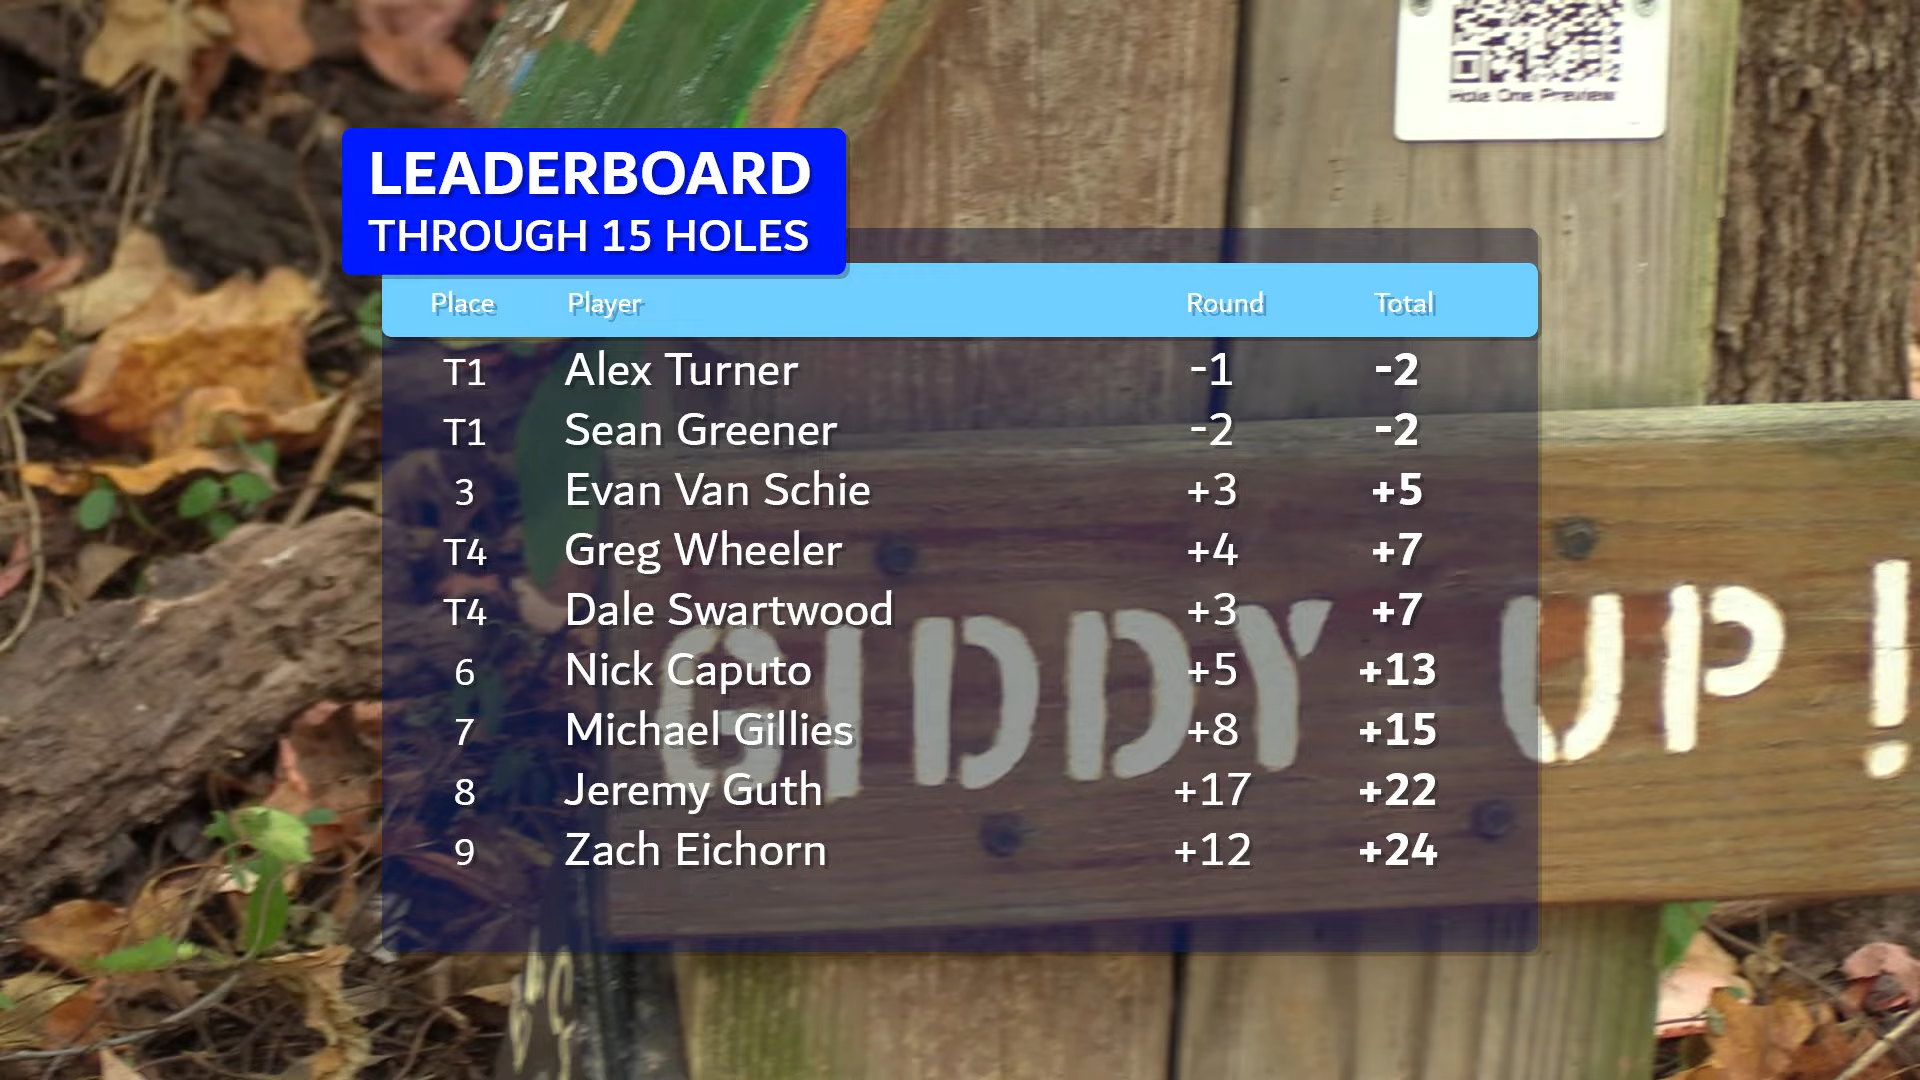 Hole One Preview
LEADERBOARD
THROUGH 15 HOLES
Place Player Round Total
T1 Alex Turner -1 -2
T1 Sean Greener -2 -2
3 Evan Van Schie +3 +5
T4 Greg Wheeler +4 +7
T4 Dale Swartwood +3 +7
6 Nick Caputo +5 +13
7 Michael Gillies +8 +15
8 Jeremy Guth +17 +22
9 Zach Eichorn +12 +24
GIDDY UP!